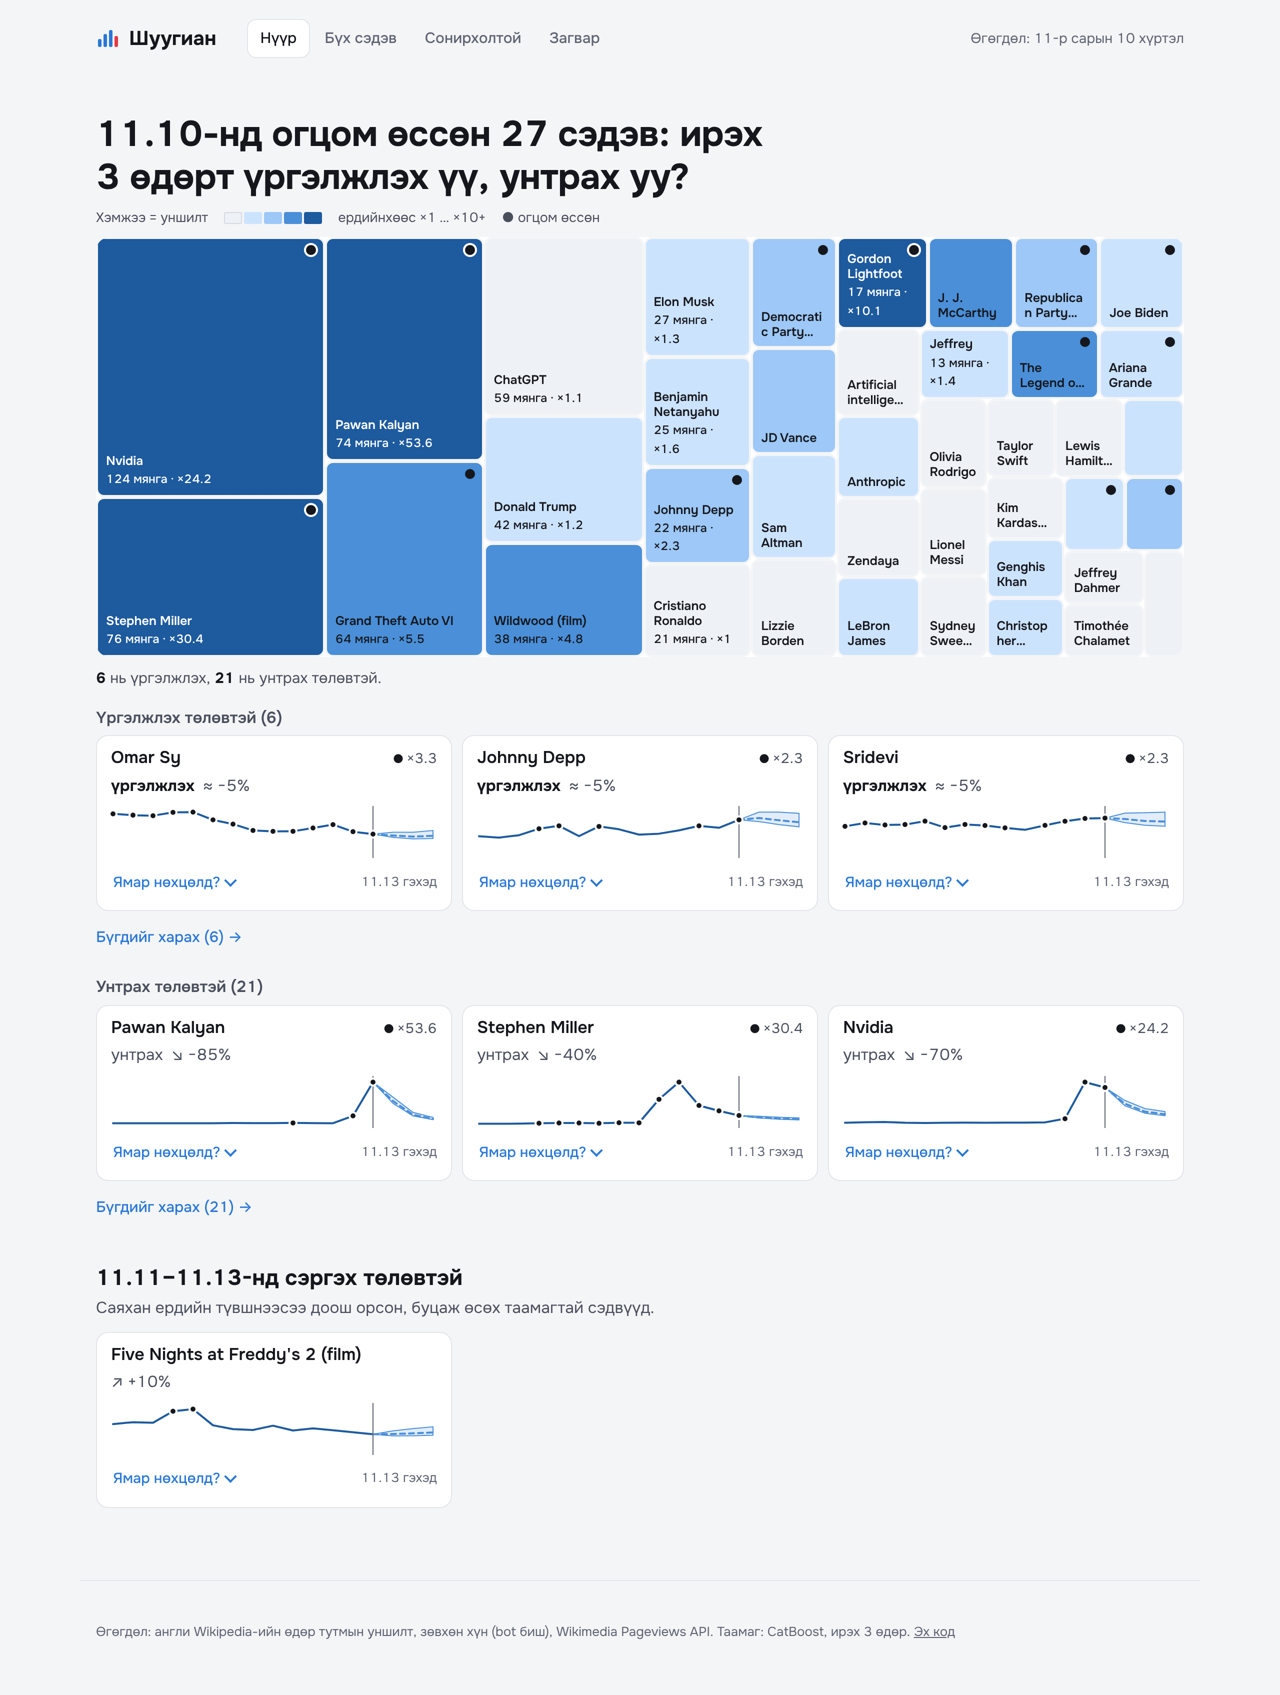 Шуугиан
Нүүр
Бүх сэдэв
Сонирхолтой
Загвар
Өгөгдөл: 11-р сарын 10 хүртэл
11.10-нд огцом өссөн 27 сэдэв: ирэх
3 өдөрт үргэлжлэх үү, унтрах уу?
Хэмжээ = уншилт
ердийнхөөс ×1 … ×10+
огцом өссөн
Nvidia
124 мянга · ×24.2
Stephen Miller
76 мянга · ×30.4
Pawan Kalyan
74 мянга · ×53.6
Grand Theft Auto VI
64 мянга · ×5.5
ChatGPT
59 мянга · ×1.1
Donald Trump
42 мянга · ×1.2
Wildwood (film)
38 мянга · ×4.8
Elon Musk
27 мянга ·
×1.3
Benjamin
Netanyahu
25 мянга ·
×1.6
Johnny Depp
22 мянга ·
×2.3
Cristiano
Ronaldo
21 мянга · ×1
Democrati
c Party…
JD Vance
Sam
Altman
Lizzie
Borden
Gordon
Lightfoot
17 мянга ·
×10.1
J. J.
McCarthy
Republica
n Party…
Joe Biden
Artificial
intellige…
Anthropic
Zendaya
LeBron
James
Jeffrey
13 мянга ·
×1.4
The
Legend o…
Ariana
Grande
Olivia
Rodrigo
Lionel
Messi
Sydney
Swee…
Taylor
Swift
Lewis
Hamilt…
Kim
Kardas…
Genghis
Khan
Christop
her…
Jeffrey
Dahmer
Timothée
Chalamet
6 нь үргэлжлэх, 21 нь унтрах төлөвтэй.
Үргэлжлэх төлөвтэй (6)
Omar Sy
×3.3
үргэлжлэх ≈ −5%
Ямар нөхцөлд?
11.13 гэхэд
Johnny Depp
×2.3
үргэлжлэх ≈ −5%
Ямар нөхцөлд?
11.13 гэхэд
Sridevi
×2.3
үргэлжлэх ≈ −5%
Ямар нөхцөлд?
11.13 гэхэд
Бүгдийг харах (6) →
Унтрах төлөвтэй (21)
Pawan Kalyan
×53.6
унтрах ↘ −85%
Ямар нөхцөлд?
11.13 гэхэд
Stephen Miller
×30.4
унтрах ↘ −40%
Ямар нөхцөлд?
11.13 гэхэд
Nvidia
×24.2
унтрах ↘ −70%
Ямар нөхцөлд?
11.13 гэхэд
Бүгдийг харах (21) →
11.11–11.13-нд сэргэх төлөвтэй
Саяхан ердийн түвшнээсээ доош орсон, буцаж өсөх таамагтай сэдвүүд.
Five Nights at Freddy's 2 (film)
↗ +10%
Ямар нөхцөлд?
11.13 гэхэд
Өгөгдөл: англи Wikipedia-ийн өдөр тутмын уншилт, зөвхөн хүн (bot биш), Wikimedia Pageviews API. Таамаг: CatBoost, ирэх 3 өдөр. Эх код